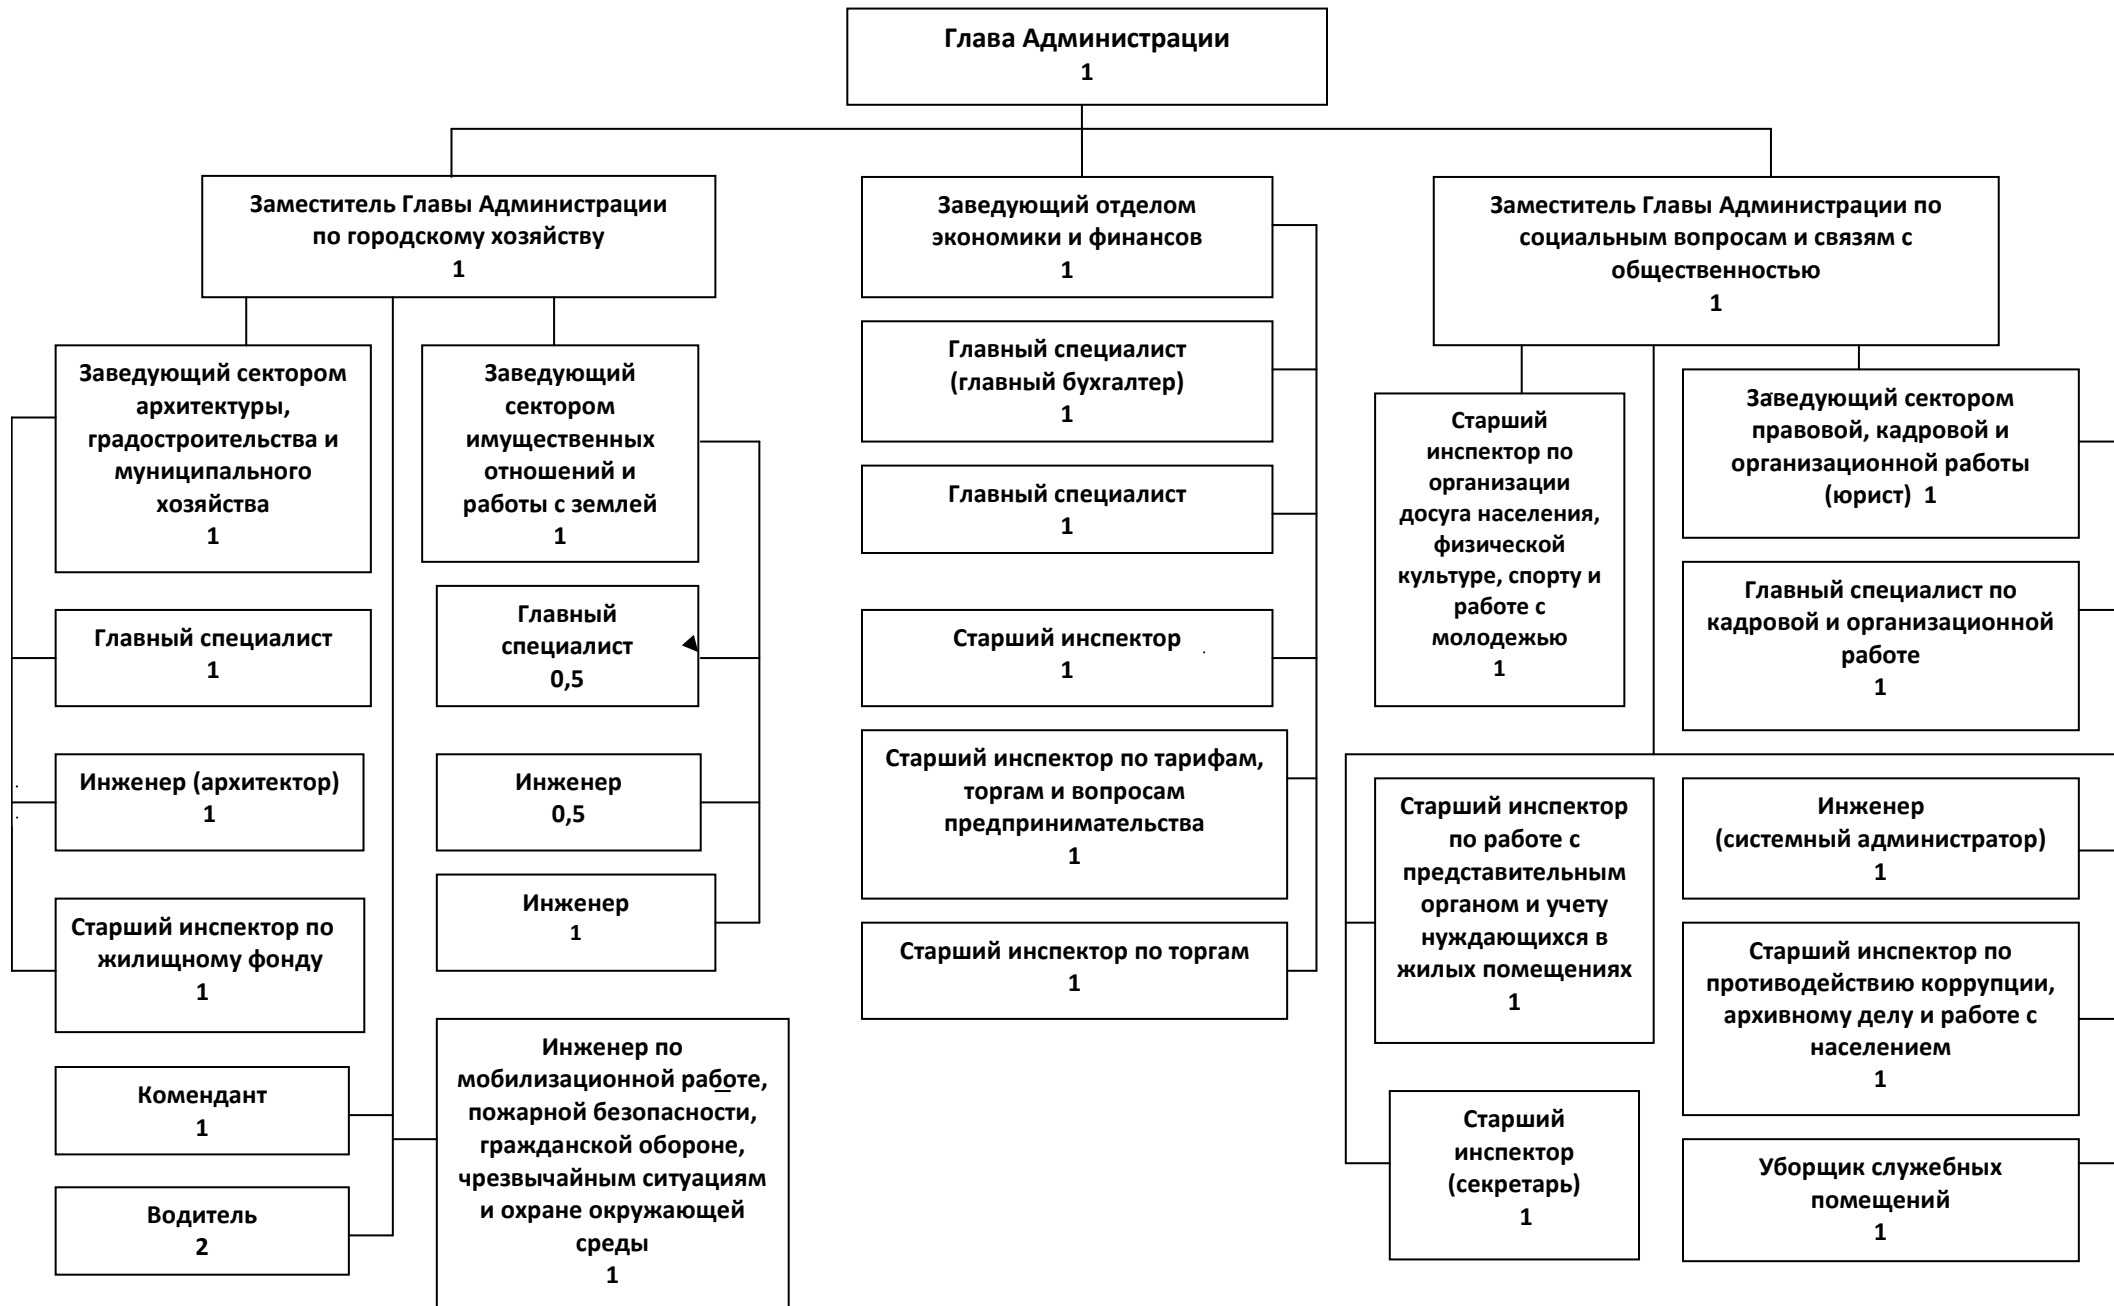 Глава Администрации
1
Заместитель Главы Администрации
по городскому хозяйству
1
Заведующий отделом
экономики и финансов
1
Заместитель Главы Администрации по
социальным вопросам и связям с
общественностью
1
Заведующий сектором
архитектуры,
градостроительства и
муниципального
хозяйства
1
Заведующий
сектором
имущественных
отношений и
работы с землей
1
Главный специалист
(главный бухгалтер)
1
Старший
инспектор по
организации
досуга населения,
физической
культуре, спорту и
работе с
молодежью
1
Заведующий сектором
правовой, кадровой и
организационной работы
(юрист) 1
Главный специалист
1
Главный специалист
1
Главный
специалист
0,5
Старший инспектор
1
Главный специалист по
кадровой и организационной
работе
1
Инженер (архитектор)
1
Инженер
0,5
Старший инспектор по тарифам,
торгам и вопросам
предпринимательства
1
Старший инспектор
по работе с
представительным
органом и учету
нуждающихся в
жилых помещениях
1
Инженер
(системный администратор)
1
Старший инспектор по
жилищному фонду
1
Инженер
1
Старший инспектор по торгам
1
Старший инспектор по
противодействию коррупции,
архивному делу и работе с
населением
1
Комендант
1
Инженер по
мобилизационной работе,
пожарной безопасности,
гражданской обороне,
чрезвычайным ситуациям
и охране окружающей
среды
1
Старший
инспектор
(секретарь)
1
Уборщик служебных
помещений
1
Водитель
2